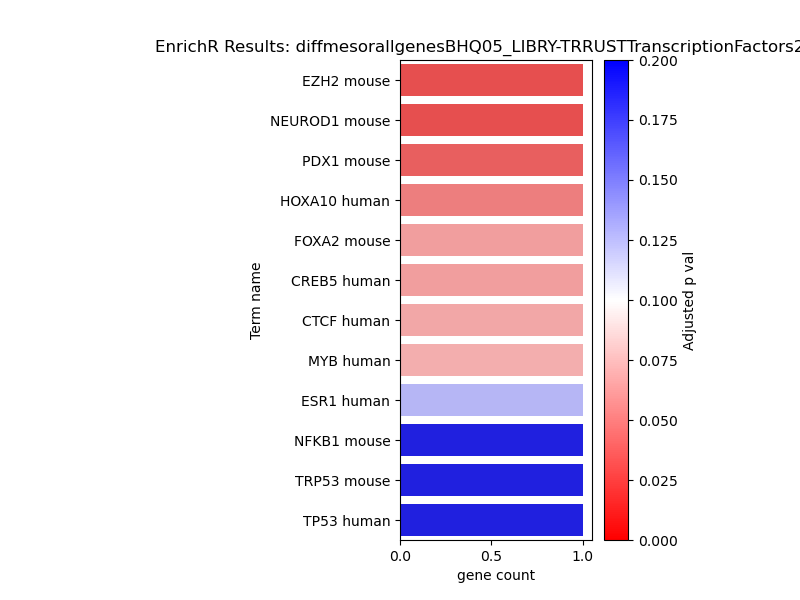 EnrichR Results: diffmesorallgenesBHQ05_LIBRY-TRRUSTTranscriptionFactors2
EZH2 mouse
NEUROD1 mouse
PDX1 mouse
HOXA10 human
FOXA2 mouse
CREB5 human
CTCF human
MYB human
ESR1 human
NFKB1 mouse
TRP53 mouse
TP53 human
Term name
0.0 0.5 1.0
gene count
0.200
0.175
0.150
0.125
0.100
0.075
0.050
0.025
0.000
Adjusted p val